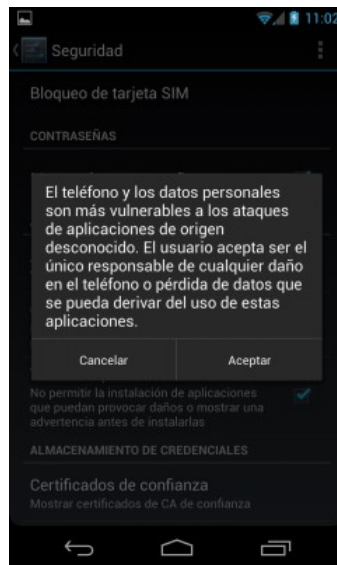 11:02
Seguridad
Bloqueo de tarjeta SIM
CONTRASEÑAS
El teléfono y los datos personales
son más vulnerables a los ataques
de aplicaciones de origen
desconocido. El usuario acepta ser el
único responsable de cualquier daño
en el teléfono o pérdida de datos que
se pueda derivar del uso de estas
aplicaciones.
Cancelar Aceptar
No permitir la instalación de aplicaciones
que puedan provocar daños o mostrar una
advertencia antes de instalarlas
ALMACENAMIENTO DE CREDENCIALES
Certificados de confianza
Mostrar certificados de CA de confianza